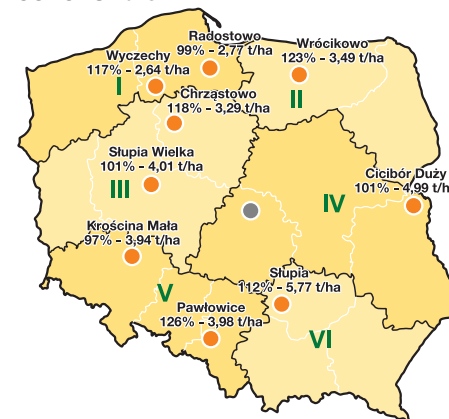 Radostowo
99% - 2,77 t/ha
Wyczechy
117% - 2,64 t/ha
Wrócikowo
123% - 3,49 t/ha
I
II
Chrząstowo
118% - 3,29 t/ha
Słupia Wielka
101% - 4,01 t/ha
III
Cicibór Duży
101% - 4,99 t/h
IV
Krościna Mała
97% - 3,94 t/ha
Słupia
112% - 5,77 t/ha
V
Pawłowice
126% - 3,98 t/ha
VI